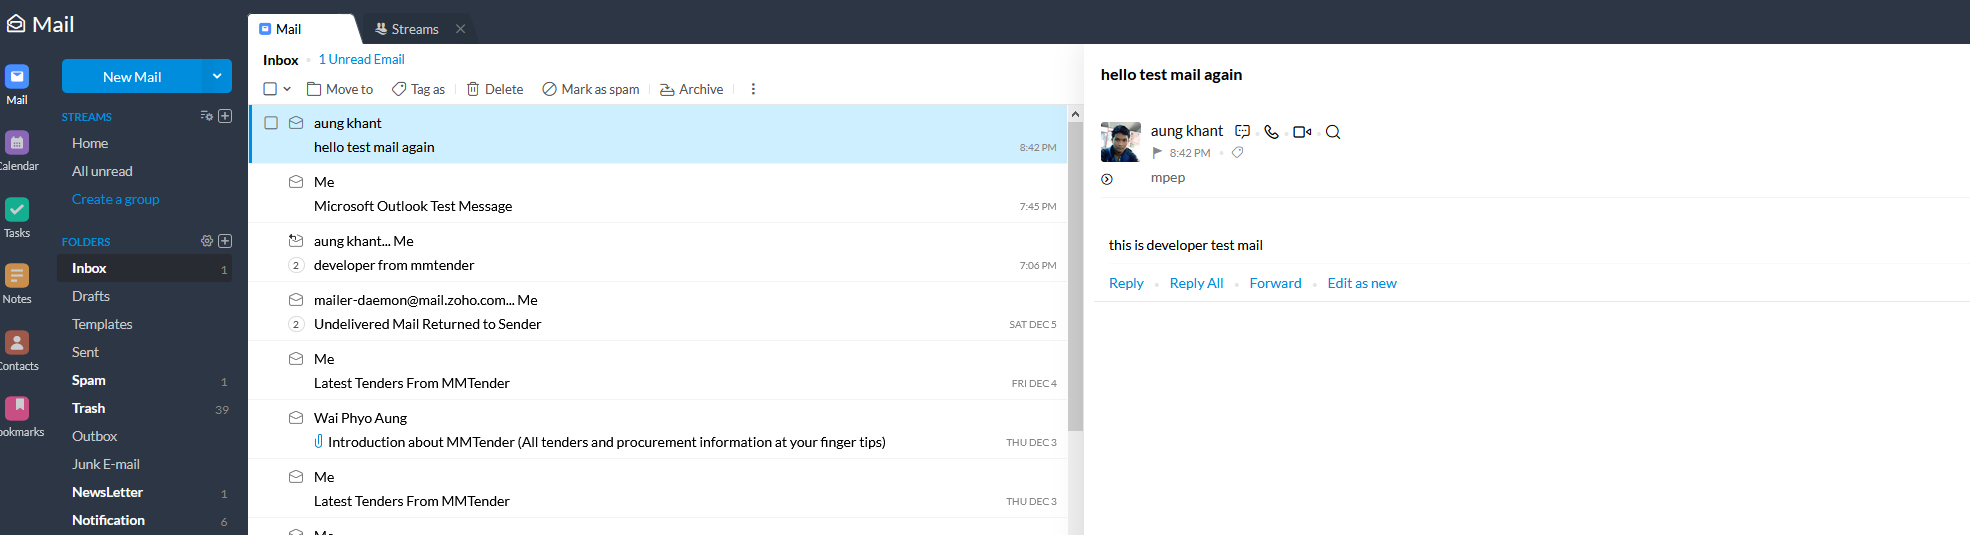 Mail
Mail
Streams
Mail
Calendar
Tasks
Notes
Contacts
ookmarks
New Mail
STREAMS
Home
All unread
Create a group
FOLDERS
Inbox 1
Drafts
Templates
Sent
Spam 1
Trash 39
Outbox
Junk E-mail
NewsLetter 1
Notification 6
Inbox 1 Unread Email
Move to Tag as Delete Mark as spam Archive
aung khant
hello test mail again 8:42 PM
Me
Microsoft Outlook Test Message 7:45 PM
aung khant... Me
2 developer from mmtender 7:06 PM
mailer-daemon@mail.zoho.com... Me
2 Undelivered Mail Returned to Sender SAT DEC 5
Me
Latest Tenders From MMTender FRI DEC 4
Wai Phyo Aung
Introduction about MMTender (All tenders and procurement information at your finger tips) THU DEC 3
Me
Latest Tenders From MMTender THU DEC 3
Me
hello test mail again
aung khant
8:42 PM
mpep
this is developer test mail
Reply Reply All Forward Edit as new